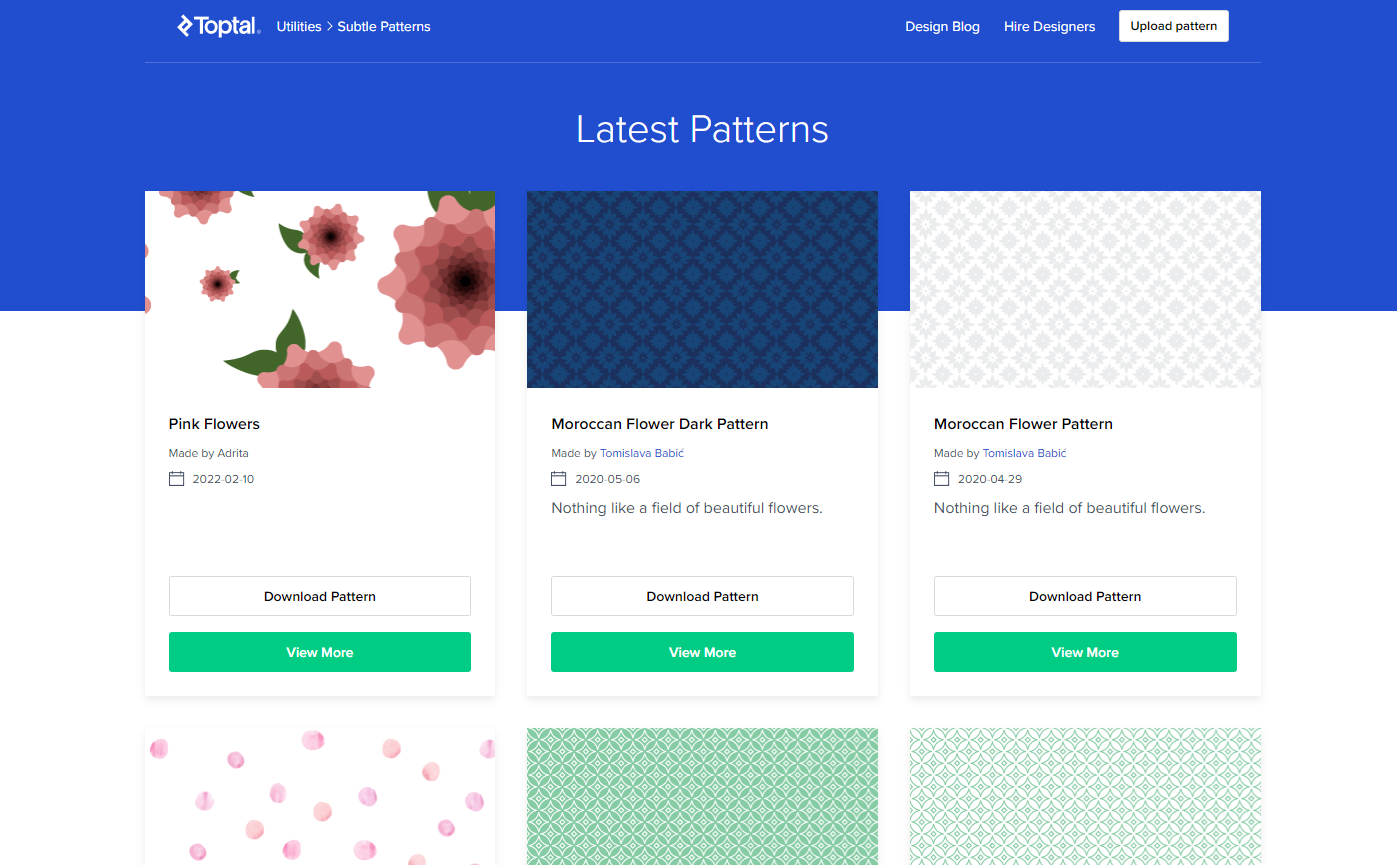 Toptal® Utilities > Subtle Patterns Design Blog Hire Designers Upload pattern
Latest Patterns
Pink Flowers
Made by Adrita
2022-02-10
Download Pattern
View More
Moroccan Flower Dark Pattern
Made by Tomislava Babić
2020-05-06
Nothing like a field of beautiful flowers.
Download Pattern
View More
Moroccan Flower Pattern
Made by Tomislava Babić
2020-04-29
Nothing like a field of beautiful flowers.
Download Pattern
View More